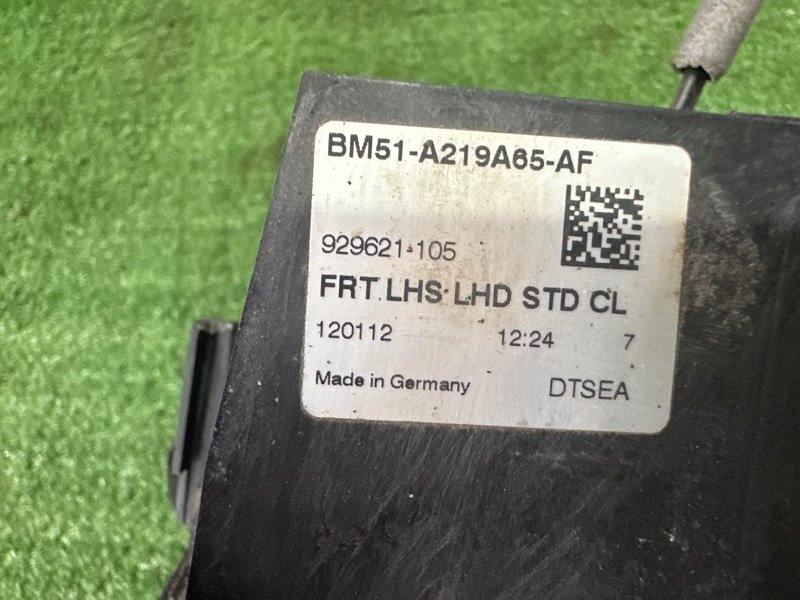 BM51-A219A65-AF
929621-105
FRT LHS LHD STD CL
120112 12:24 7
Made in Germany DTSEA